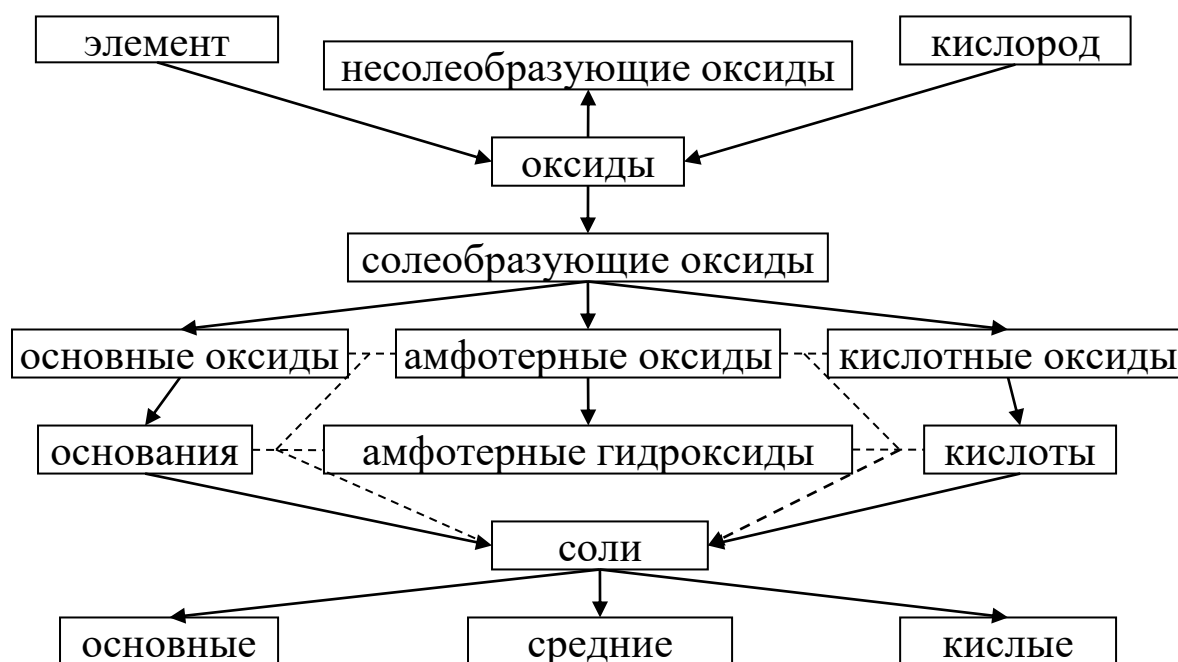 элемент
кислород
несолеобразующие оксиды
оксиды
солеобразующие оксиды
основные оксиды
амфотерные оксиды
кислотные оксиды
основания
амфотерные гидроксиды
кислоты
соли
основные
средние
кислые